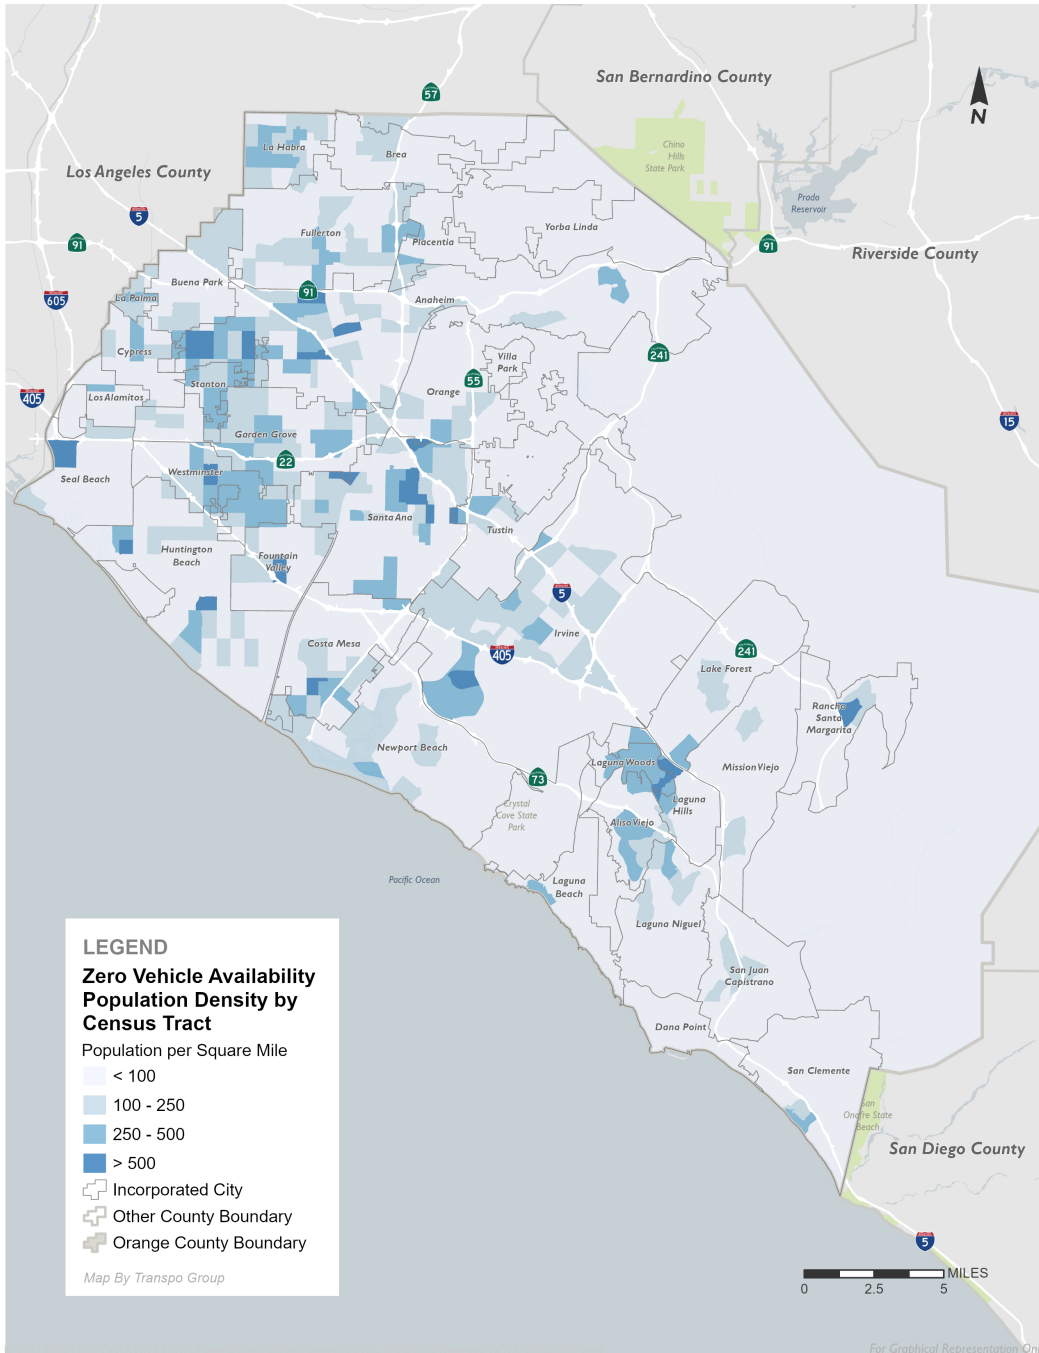 57
San Bernardino County
N
Chino
Hills
State Park
La Habra
Brea
Los Angeles County
Prado
Reservoir
5
91
Fullerton
Placentia
Yorba Linda
91
Riverside County
Buena Park
La Palma
91
Anaheim
605
Cypress
Villa
Park
241
Stanton
55
Orange
405
Los Alamitos
15
Garden Grove
22
Westminster
Seal Beach
Santa Ana
Tustin
Huntington
Beach
Fountain
Valley
5
Irvine
Costa Mesa
405
241
Lake Forest
Rancho
Santa
Margarita
Newport Beach
Laguna Woods
Mission Viejo
73
Crystal
Cave State
Park
Laguna
Hills
Aliso Viejo
Pacific Ocean
Laguna
Beach
Laguna Niguel
San Juan
Capistrano
Dana Point
San Clemente
San
Onofre State
Beach
San Diego County
5
LEGEND
Zero Vehicle Availability
Population Density by
Census Tract
Population per Square Mile
< 100
100 - 250
250 - 500
> 500
Incorporated City
Other County Boundary
Orange County Boundary
Map By Transpo Group
MILES
0 2.5 5
For Graphical Representation On